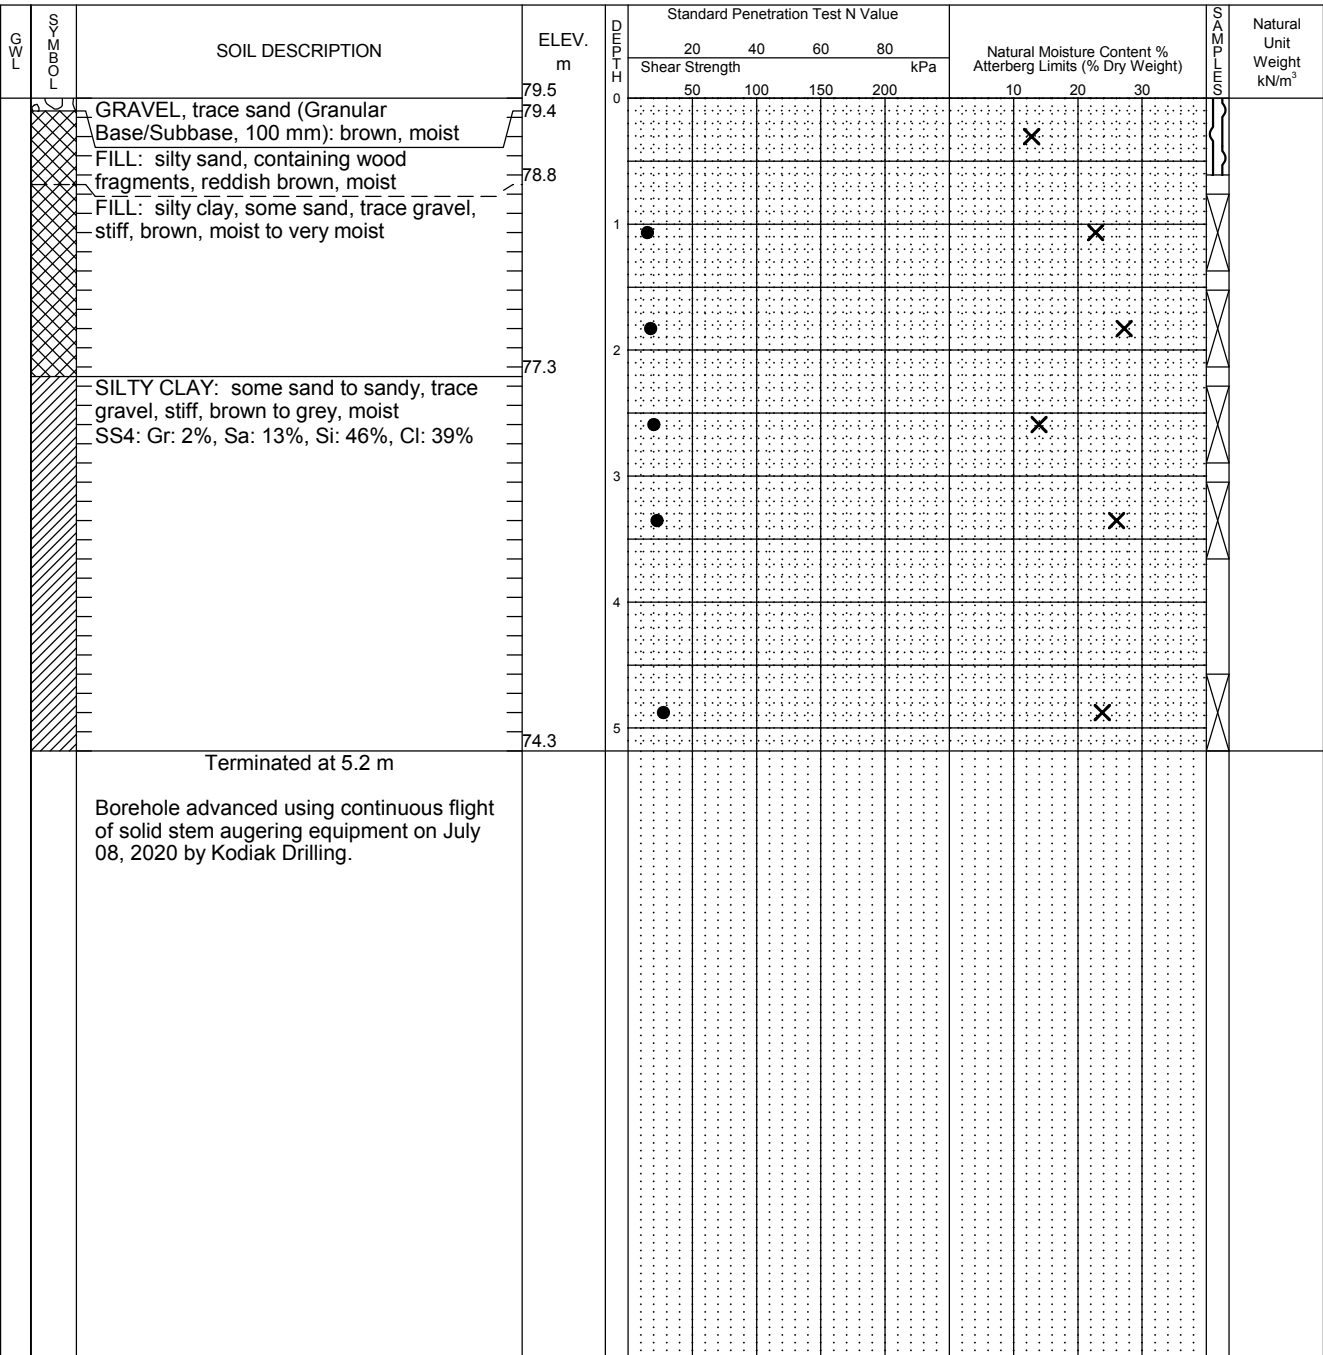 GWL
SYMBOL
SOIL DESCRIPTION
ELEV.
m
DEPTH
Standard Penetration Test N Value
20 40 60 80
Shear Strength kPa
50 100 150 200
Natural Moisture Content %
Atterberg Limits (% Dry Weight)
10 20 30
SAMPLES
Natural
Unit
Weight
kN/m³
79.5
0
GRAVEL, trace sand (Granular
Base/Subbase, 100 mm): brown, moist
79.4
FILL: silty sand, containing wood
fragments, reddish brown, moist
78.8
FILL: silty clay, some sand, trace gravel,
stiff, brown, moist to very moist
1
2
77.3
SILTY CLAY: some sand to sandy, trace
gravel, stiff, brown to grey, moist
SS4: Gr: 2%, Sa: 13%, Si: 46%, Cl: 39%
3
4
5
74.3
Terminated at 5.2 m
Borehole advanced using continuous flight
of solid stem augering equipment on July
08, 2020 by Kodiak Drilling.